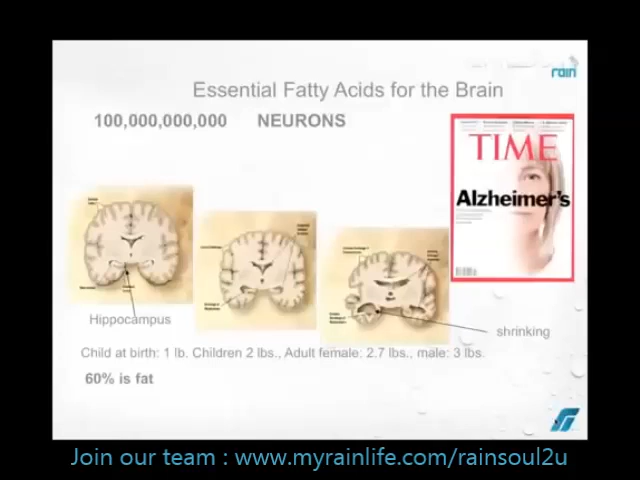 rain
Essential Fatty Acids for the Brain
100,000,000,000 NEURONS
TIME
Alzheimer's
Hippocampus
shrinking
Child at birth: 1 lb. Children 2 lbs., Adult female: 2.7 lbs., male: 3 lbs.
60% is fat
Join our team : www.myrainlife.com/rainsoul2u